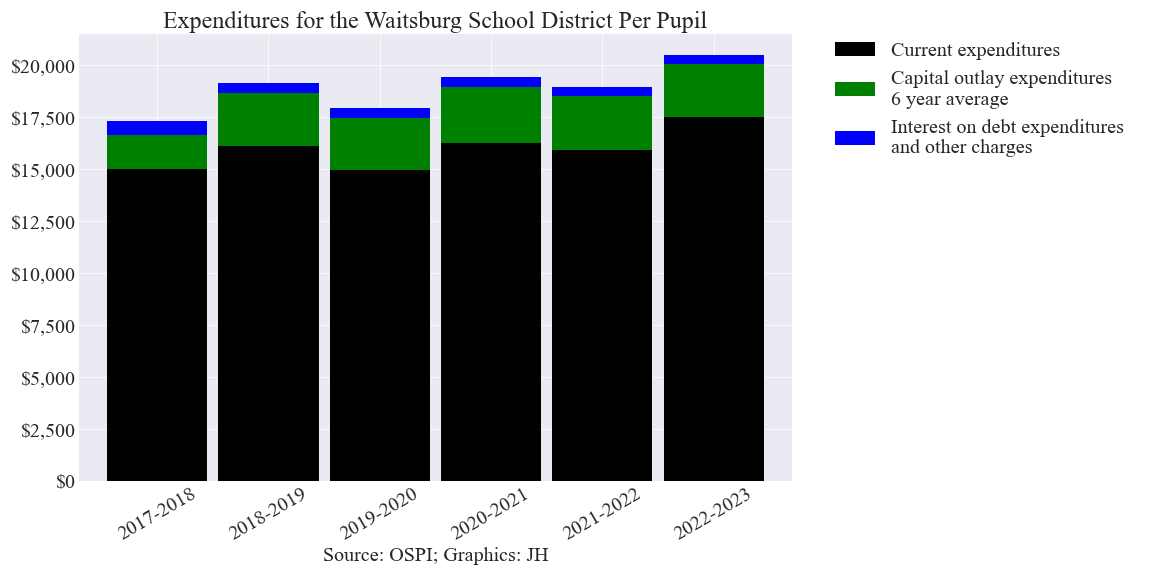 Expenditures for the Waitsburg School District Per Pupil
$20,000
$17,500
$15,000
$12,500
$10,000
$7,500
$5,000
$2,500
$0
2017-2018
2018-2019
2019-2020
2020-2021
2021-2022
2022-2023
Source: OSPI; Graphics: JH
Current expenditures
Capital outlay expenditures
6 year average
Interest on debt expenditures
and other charges